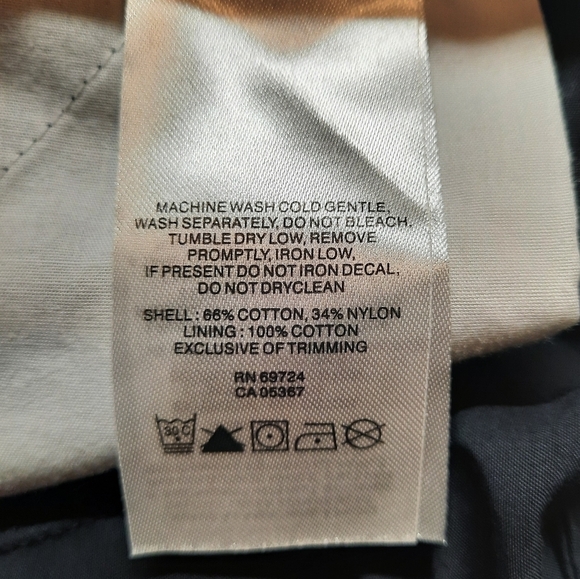 MACHINE WASH COLD GENTLE,
WASH SEPARATELY, DO NOT BLEACH.
TUMBLE DRY LOW, REMOVE
PROMPTLY, IRON LOW,
IF PRESENT DO NOT IRON DECAL,
DO NOT DRYCLEAN
SHELL : 66% COTTON, 34% NYLON
LINING : 100% COTTON
EXCLUSIVE OF TRIMMING
RN 69724
CA 05367
30 C